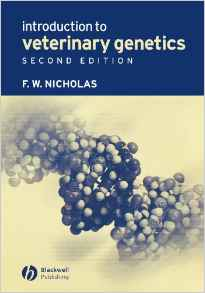 introduction to
veterinary genetics
SECOND EDITION
F. W. NICHOLAS
Blackwell
Publishing